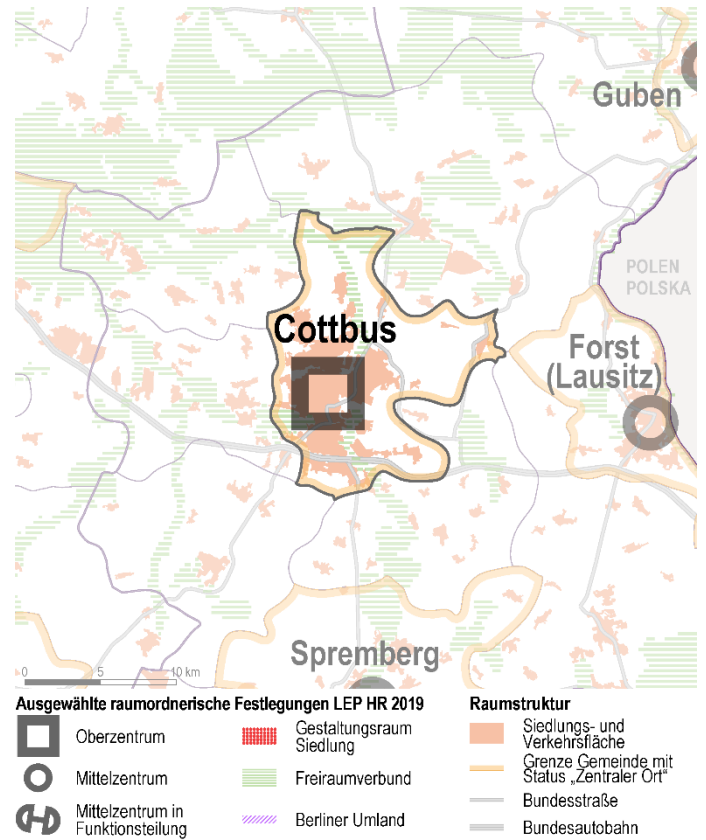 Guben
POLEN
POLSKA
Cottbus
Forst
(Lausitz)
Spremberg
0 5 10 km
Ausgewählte raumordnerische Festlegungen LEP HR 2019
Oberzentrum
Mittelzentrum
Mittelzentrum in
Funktionsteilung
Gestaltungsraum
Siedlung
Freiraumverbund
Berliner Umland
Raumstruktur
Siedlungs- und
Verkehrsfläche
Grenze Gemeinde mit
Status „Zentraler Ort"
Bundesstraße
Bundesautobahn